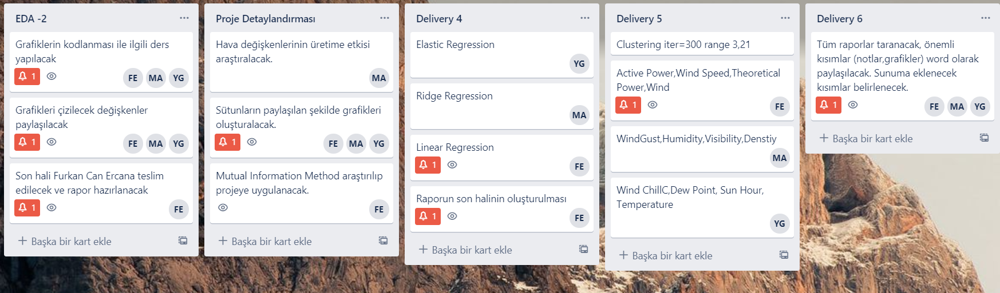 EDA -2
Grafiklerin kodlanması ile ilgili ders
yapılacak
1
FE MA YG
Grafikleri çizilecek değişkenler
paylaşılacak
1
FE MA YG
Son hali Furkan Can Ercana teslim
edilecek ve rapor hazırlanacak
1
FE
+ Başka bir kart ekle
Proje Detaylandırması
Hava değişkenlerinin üretime etkisi
araştıralacak.
MA
Sütunların paylaşılan şekilde grafikleri
oluşturalacak.
1
FE MA YG
Mutual Information Method araştırılıp
projeye uygulanacak.
FE
+ Başka bir kart ekle
Delivery 4
Elastic Regression
YG
Ridge Regression
MA
Linear Regression
1
FE
Raporun son halinin oluşturulması
1
FE
+ Başka bir kart ekle
Delivery 5
Clustering iter=300 range 3,21
Active Power,Wind Speed,Theoretical
Power,Wind
1
FE
WindGust,Humidity,Visibility,Denstiy
MA
Wind ChillC,Dew Point, Sun Hour,
Temperature
YG
+ Başka bir kart ekle
Delivery 6
Tüm raporlar taranacak, önemli
kısımlar (notlar,grafikler) word olarak
paylaşılacak. Sunuma eklenecek
kısımlar belirlenecek.
1
FE MA YG
+ Başka bir kart ekle